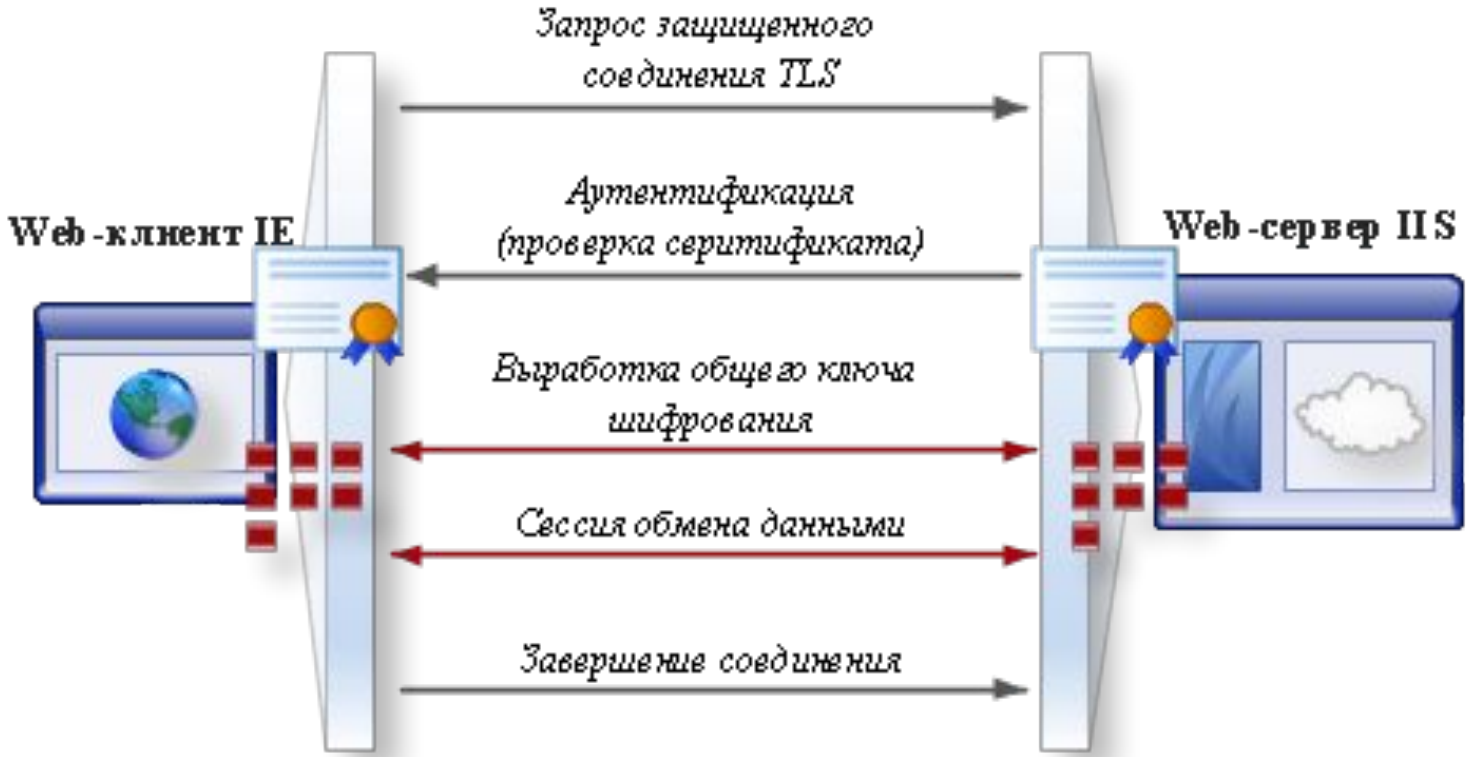 Запрос защищенного
соединения TLS
Аутентификация
(проверка серитификата)
Web-клиент IE
Web-сервер IIS
Выработка общего ключа
шифрования
Сессия обмена данными
Завершение соединения